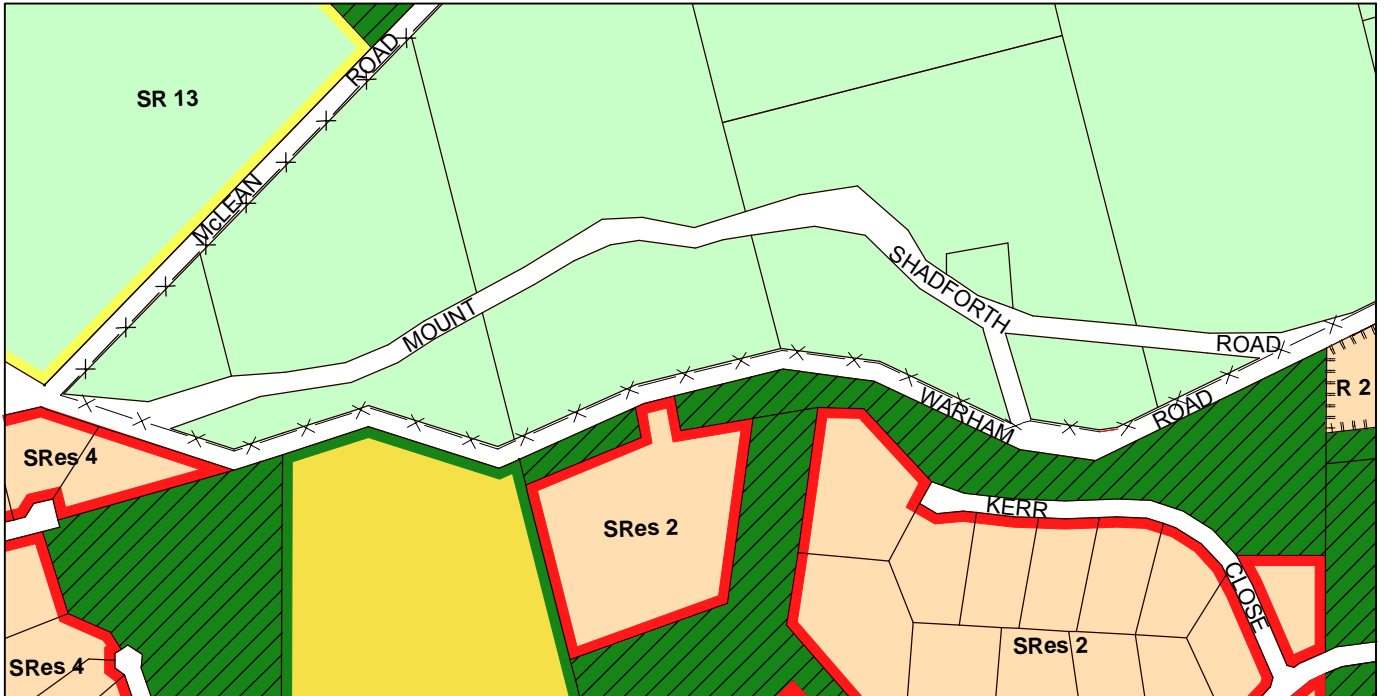 SR 13
McLEAN
ROAD
MOUNT
SHADFORTH
ROAD
WARHAM
ROAD
R 2
SRes 4
SRes 2
KERR
CLOSE
SRes 2
SRes 4